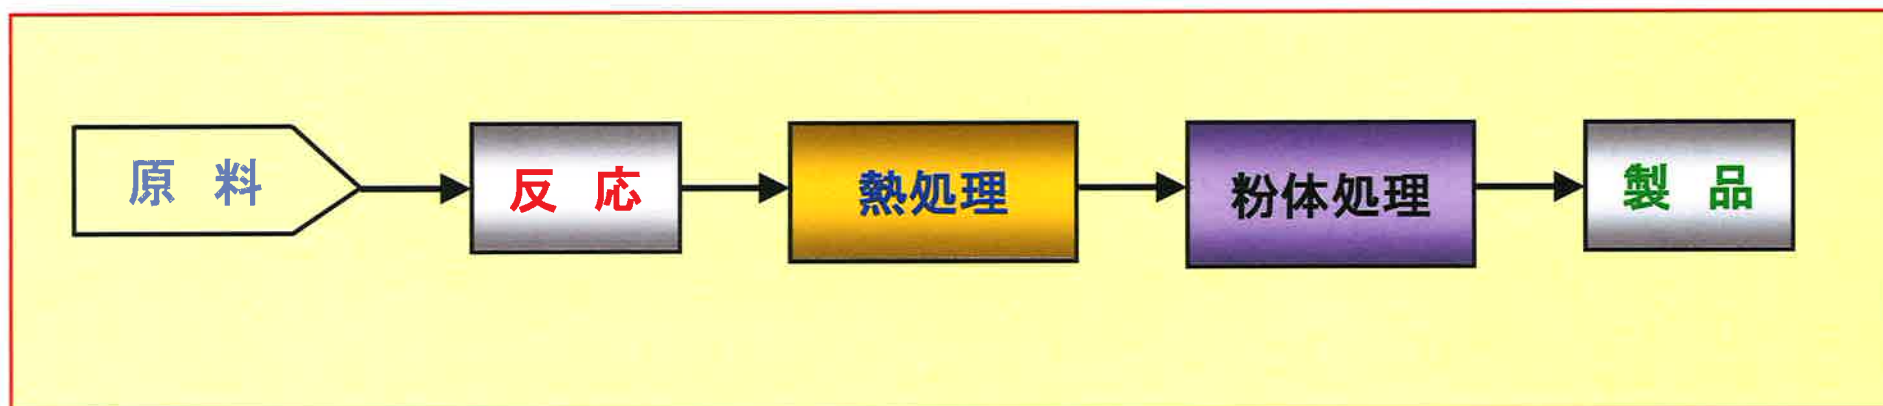 原 料 反 応 熱処理 粉体処理 製 品